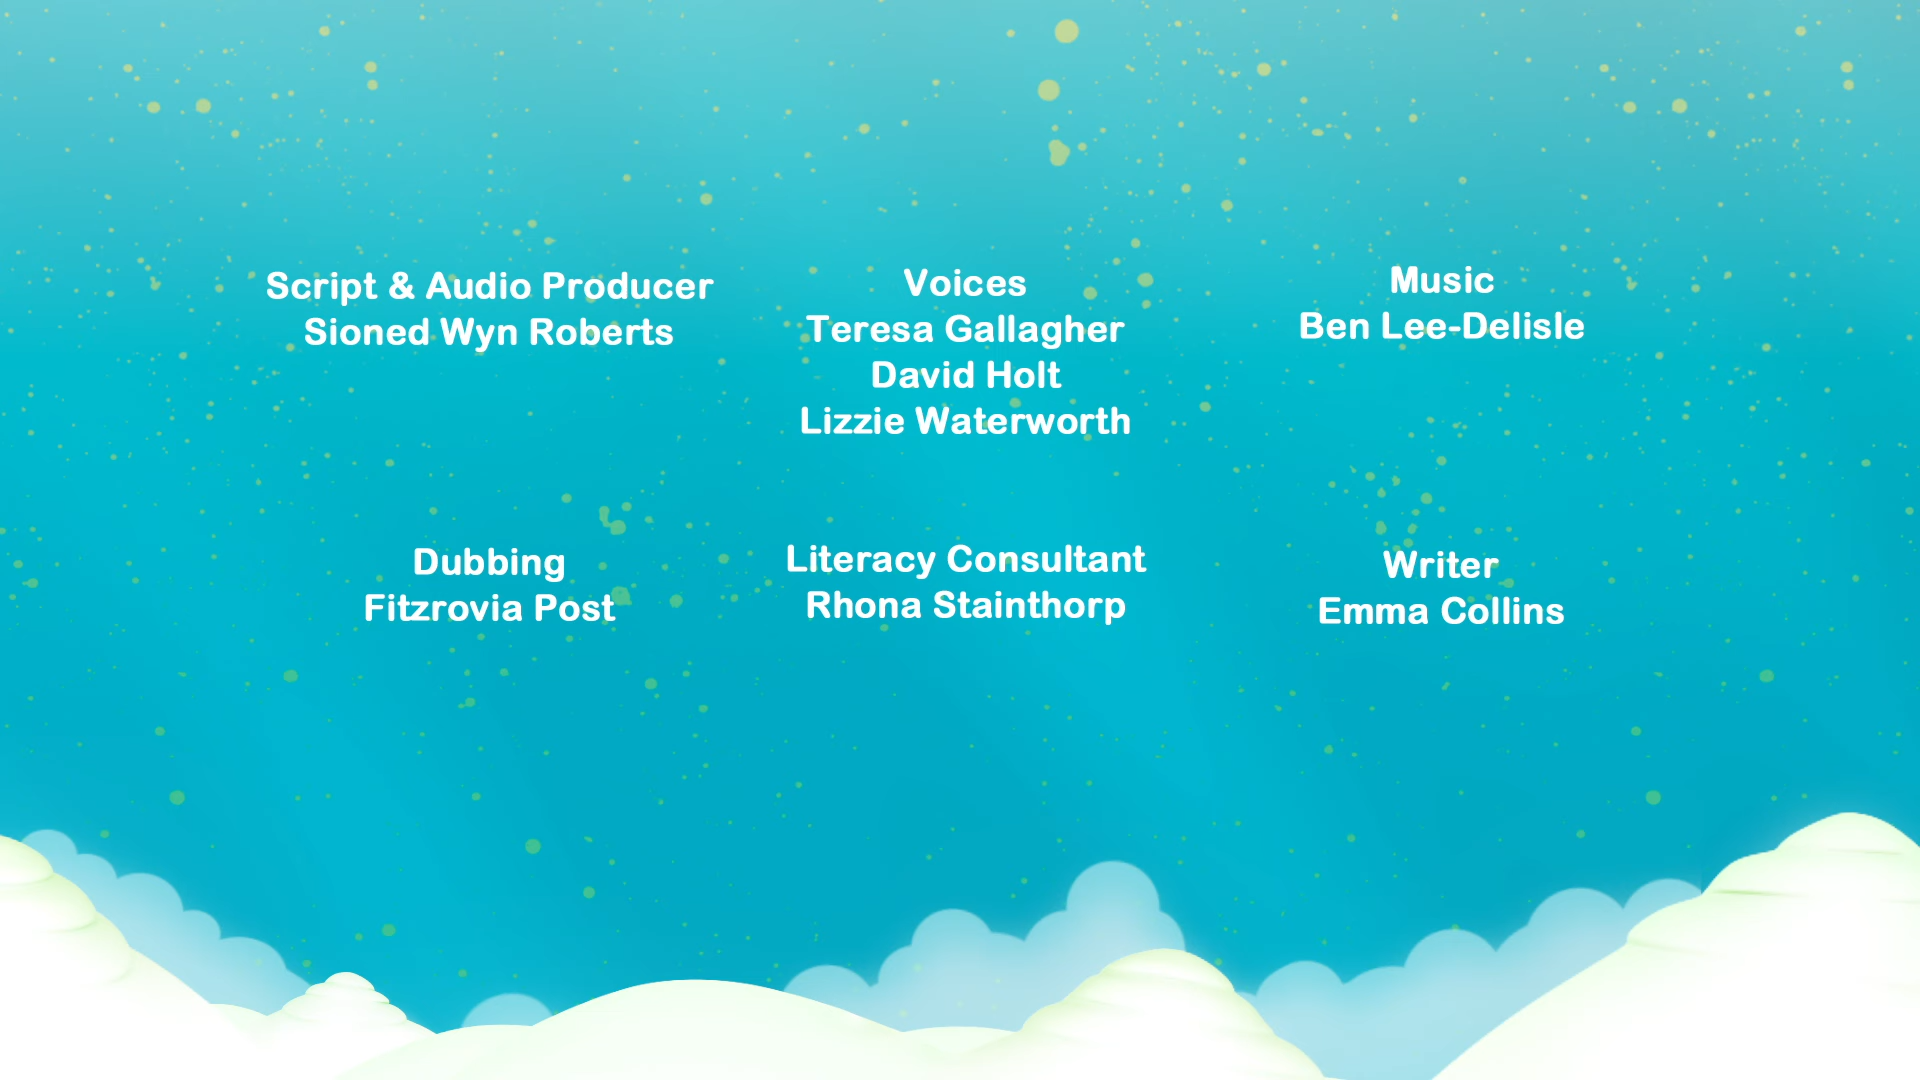 Script & Audio Producer
Sioned Wyn Roberts
Voices
Teresa Gallagher
David Holt
Lizzie Waterworth
Music
Ben Lee-Delisle
Dubbing
Fitzrovia Post
Literacy Consultant
Rhona Stainthorp
Writer
Emma Collins